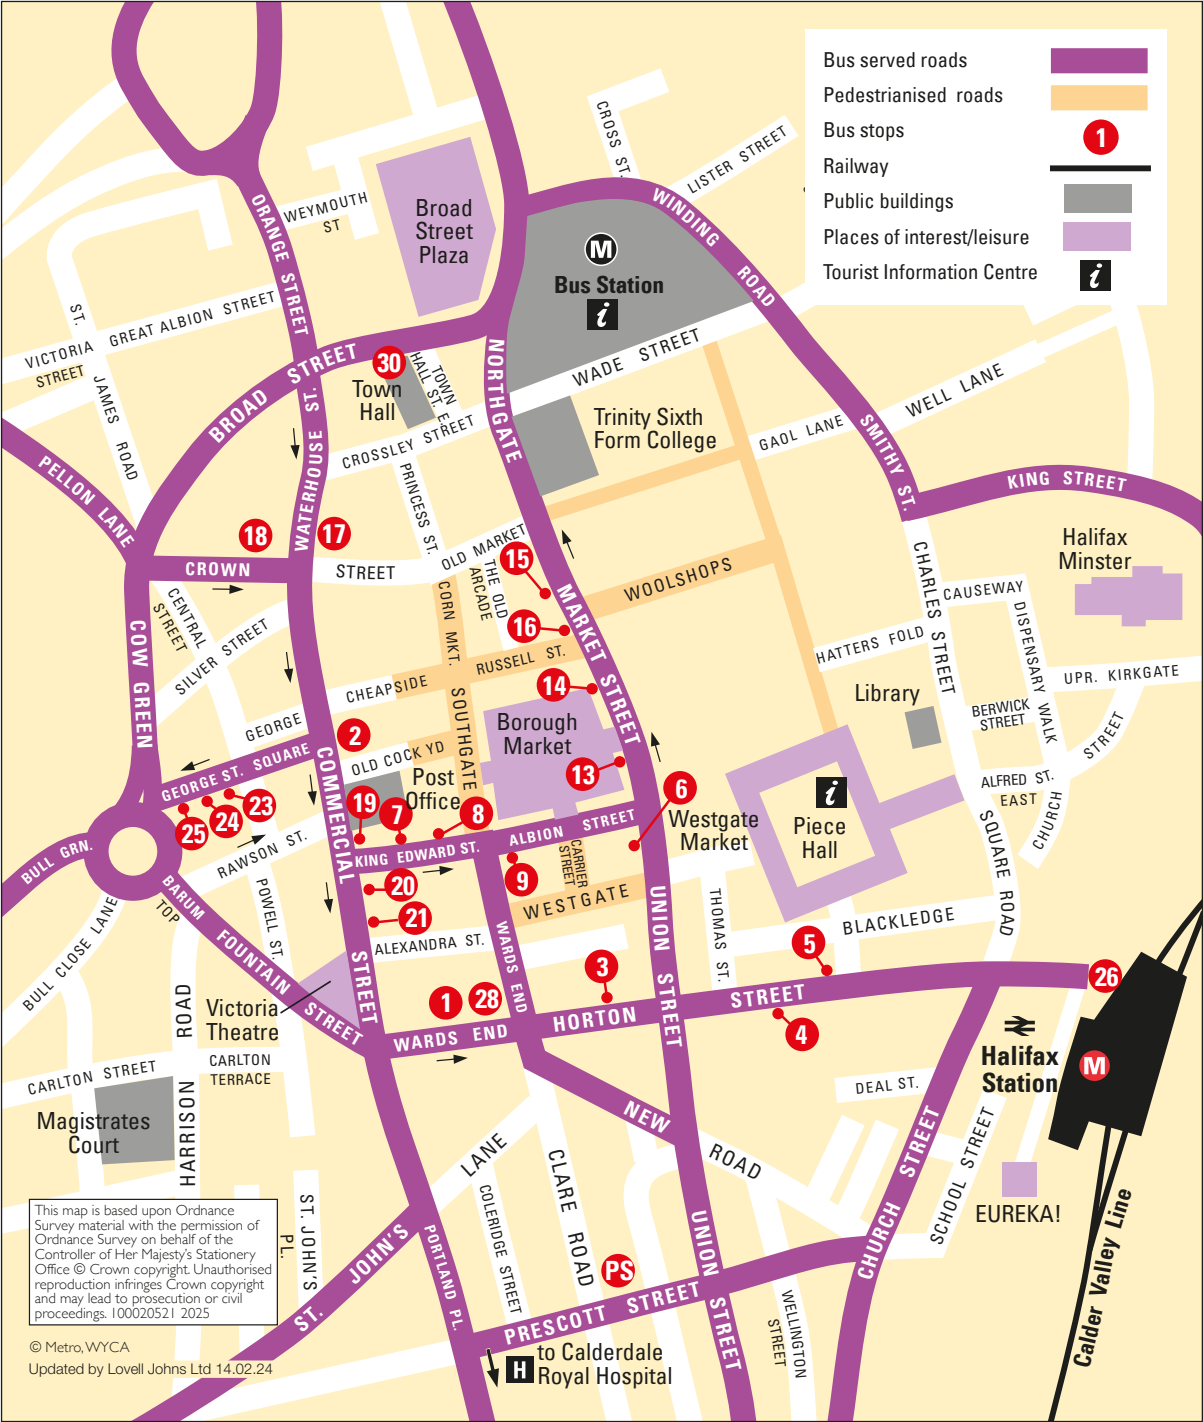 Bus served roads
Pedestrianised roads
Bus stops
1
Railway
Public buildings
Places of interest/leisure
Tourist Information Centre
i
CROSS ST.
LISTER STREET
WEYMOUTH
ST
Broad
Street
Plaza
ORANGE STREET
WINDING ROAD
M
Bus Station
i
ST. JAMES ROAD
VICTORIA
STREET
GREAT ALBION STREET
BROAD STREET
30
Town
Hall
TOWN
HALL ST. E.
NORTHGATE
WADE STREET
WELL LANE
GAOL LANE
SMITHY ST.
KING STREET
Trinity Sixth
Form College
WATERHOUSE ST.
CROSSLEY STREET
PRINCESS ST.
PELLON LANE
18
17
CROWN
STREET
OLD MARKET
THE OLD
ARCADE
15
16
MARKET STREET
WOOLSHOPS
Halifax
Minster
CHARLES STREET
CAUSEWAY
DISPENSARY WALK
HATTERS FOLD
UPR. KIRKGATE
CENTRAL
STREET
SILVER STREET
COW GREEN
CORN MKT.
RUSSELL ST.
CHEAPSIDE
SOUTHGATE
14
Borough
Market
13
Library
BERWICK
STREET
CHURCH STREET
ALFRED ST.
EAST
GEORGE
GEORGE ST. SQUARE
2
OLD COCK YD
COMMERCIAL STREET
Post
Office
19
7
8
6
Westgate
Market
i
Piece
Hall
SQUARE ROAD
25
24
23
RAWSON ST.
BULL GRN.
KING EDWARD ST.
ALBION STREET
CARRIER
STREET
9
WESTGATE
20
21
BARUM
TOP
FOUNTAIN STREET
POWELL ST.
BULL CLOSE LANE
ALEXANDRA ST.
WARDS END
UNION STREET
THOMAS ST.
BLACKLEDGE
5
3
4
26
1
28
WARDS END
HORTON STREET
Victoria
Theatre
CARLTON STREET
CARLTON
TERRACE
HARRISON ROAD
Magistrates
Court
Halifax
Station
M
DEAL ST.
SCHOOL STREET
EUREKA!
CHURCH STREET
NEW ROAD
ST. JOHN'S LANE
CLARE ROAD
COLERIDGE STREET
ST. JOHN'S
PL.
PORTLAND PL.
PS
PRESCOTT STREET
UNION STREET
WELLINGTON
STREET
Calder Valley Line
H
to Calderdale
Royal Hospital
This map is based upon Ordnance
Survey material with the permission of
Ordnance Survey on behalf of the
Controller of Her Majesty's Stationery
Office © Crown copyright. Unauthorised
reproduction infringes Crown copyright
and may lead to prosecution or civil
proceedings. 100020521 2025
© Metro, WYCA
Updated by Lovell Johns Ltd 14.02.24